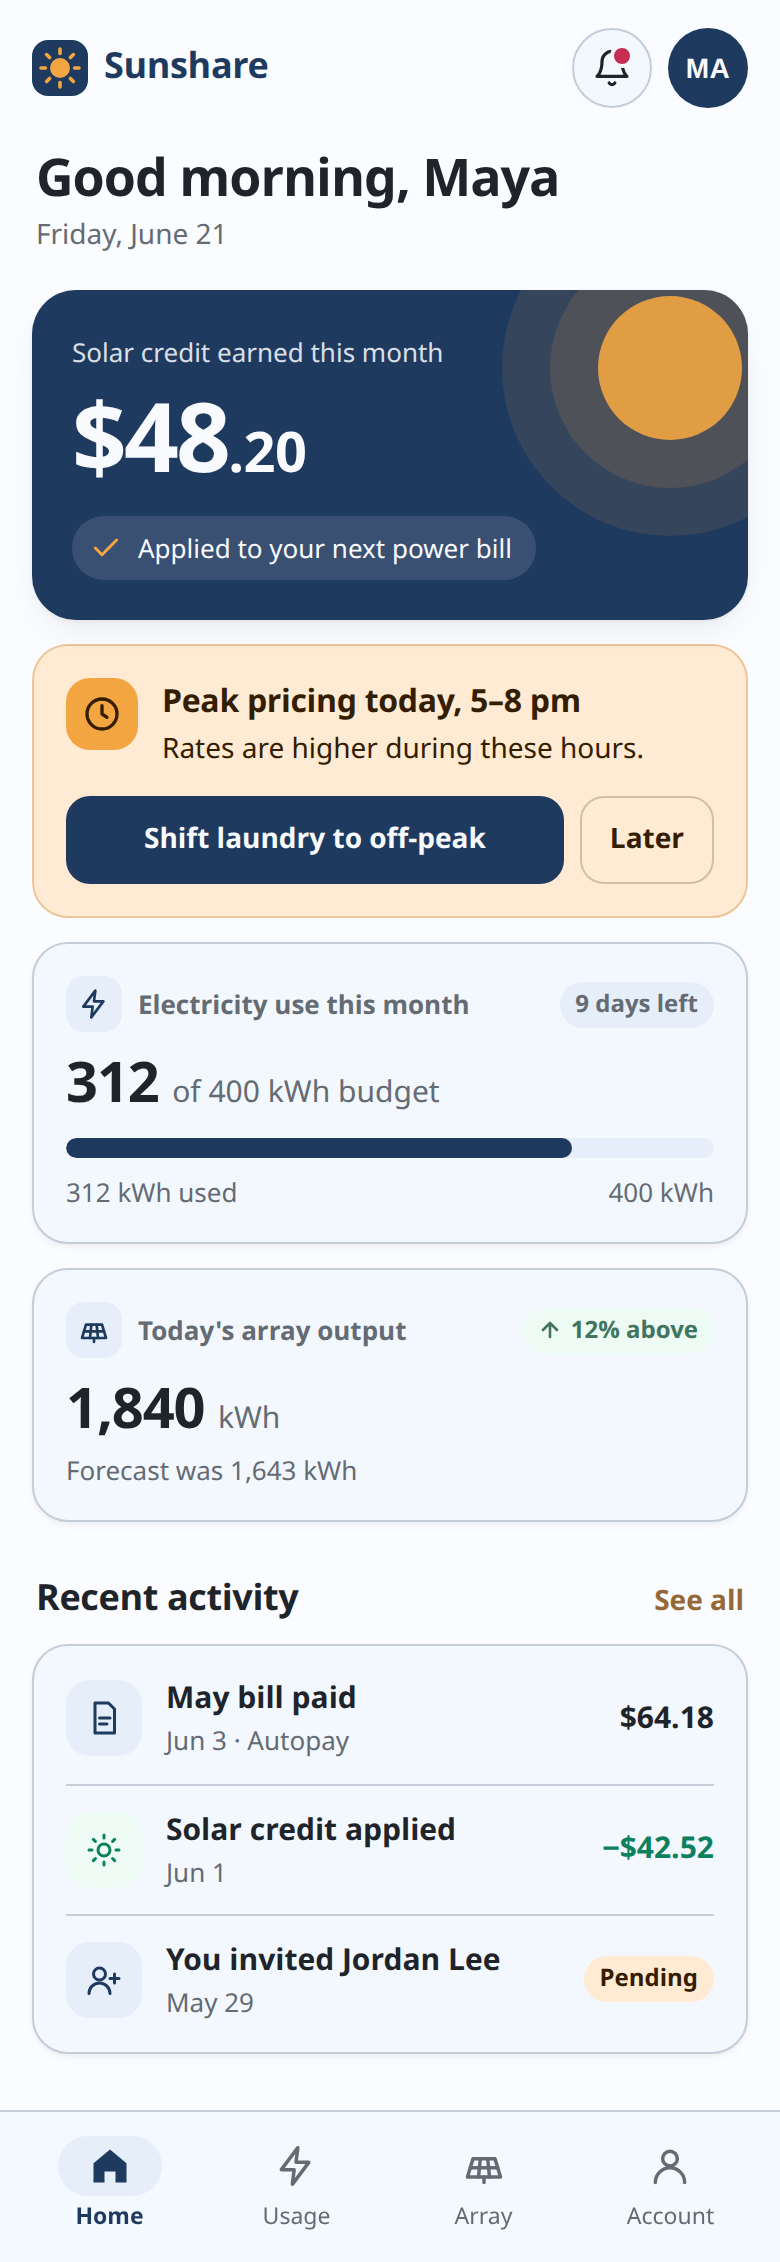 Sunshare
MA
Good morning, Maya
Friday, June 21
Solar credit earned this month
$48.20
Applied to your next power bill
Peak pricing today, 5–8 pm
Rates are higher during these hours.
Shift laundry to off-peak
Later
Electricity use this month
9 days left
312 of 400 kWh budget
312 kWh used
400 kWh
Today's array output
12% above
1,840 kWh
Forecast was 1,643 kWh
Recent activity
See all
May bill paid
$64.18
Jun 3 · Autopay
Solar credit applied
−$42.52
Jun 1
You invited Jordan Lee
Pending
May 29
Home
Usage
Array
Account